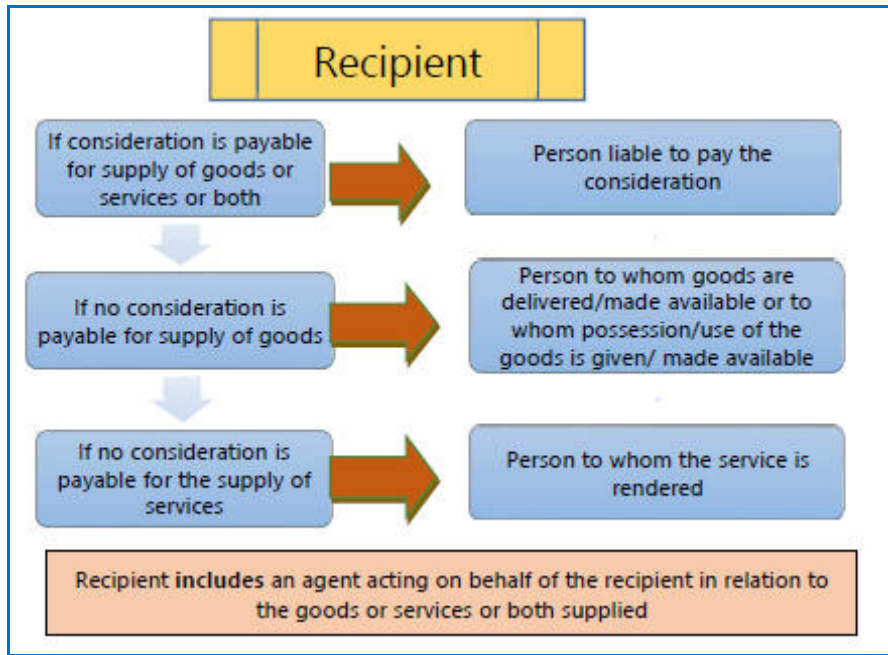 Recipient
If consideration is payable
for supply of goods or
services or both
Person liable to pay the
consideration
If no consideration is
payable for supply of goods
Person to whom goods are
delivered/made available or to
whom possession/use of the
goods is given/ made available
If no consideration is
payable for the supply of
services
Person to whom the service is
rendered
Recipient includes an agent acting on behalf of the recipient in relation to
the goods or services or both supplied